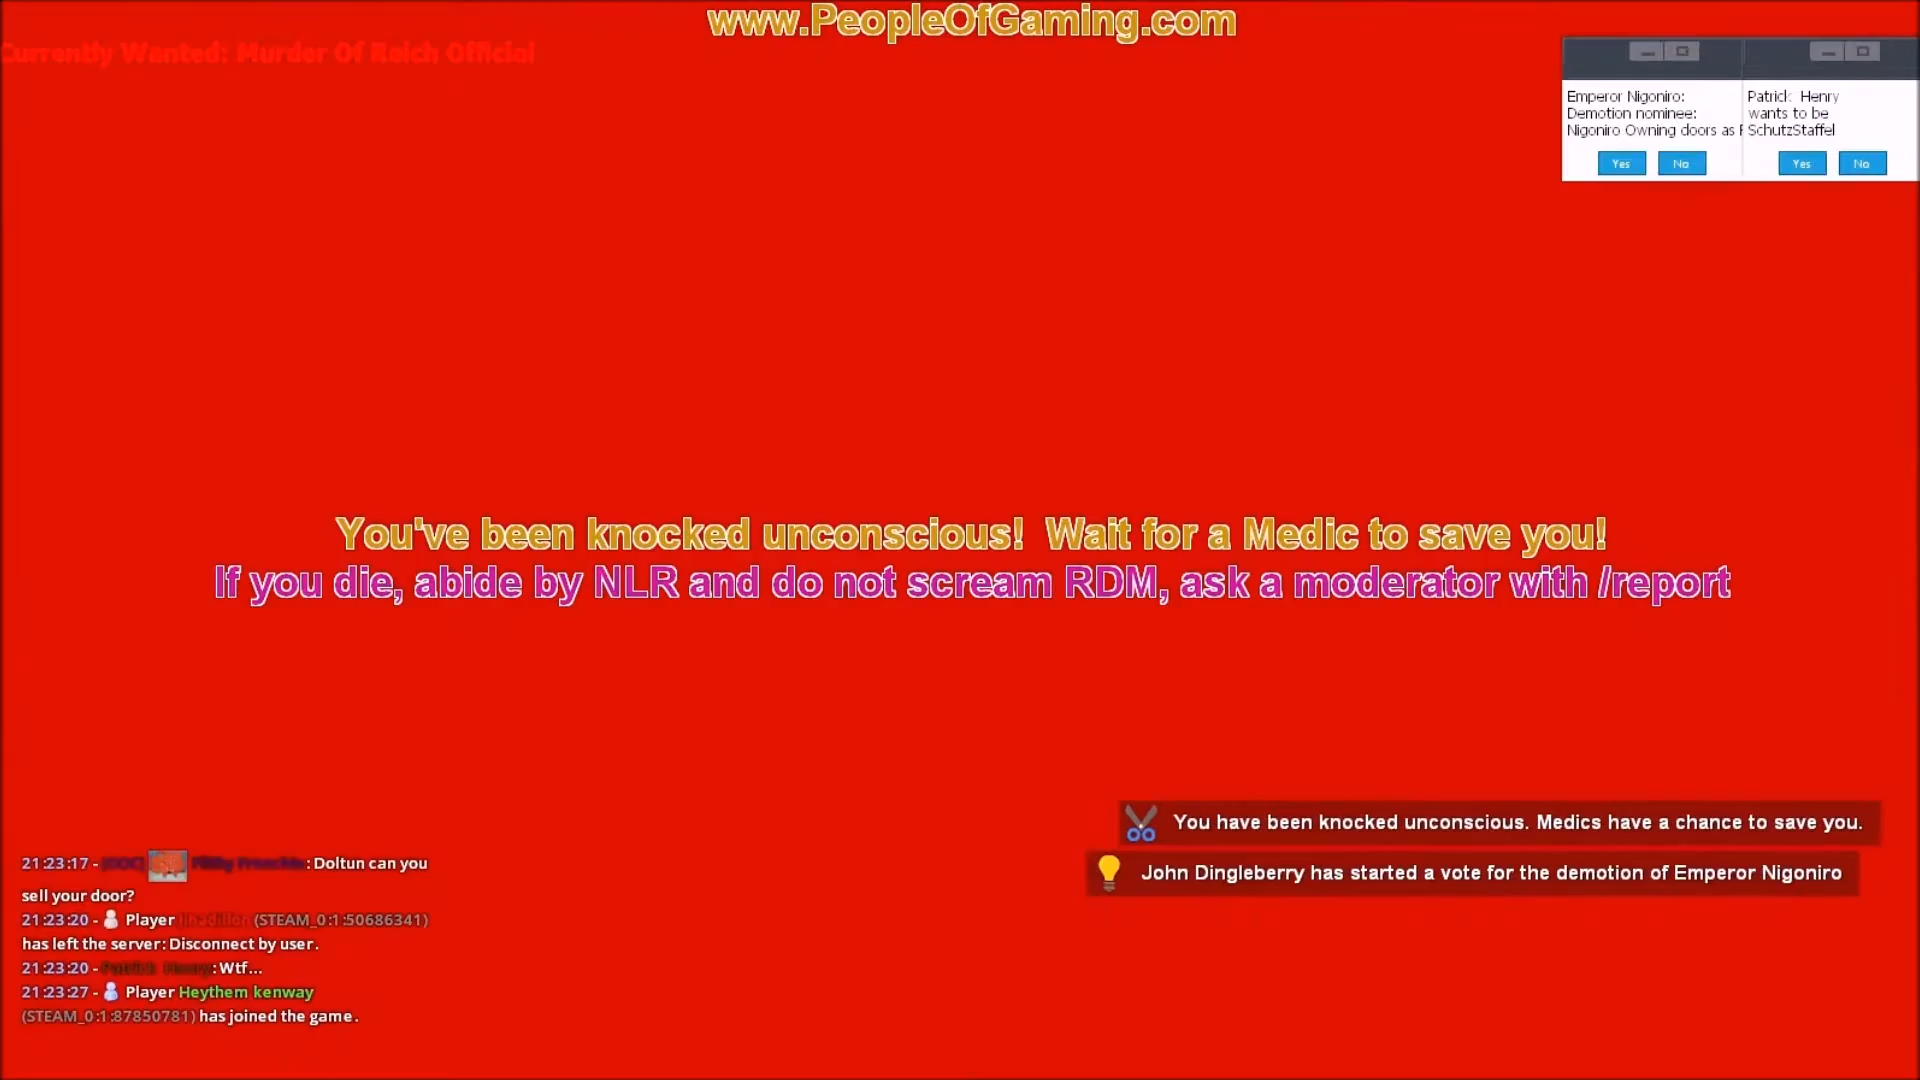 www.PeopleOfGaming.com
Currently Wanted: Murder Of Reich Official
Emperor Nigoniro:
Demotion nominee:
Nigoniro Owning doors as
Yes No
Patrick Henry
wants to be
SchutzStaffel
Yes No
You've been knocked unconscious! Wait for a Medic to save you!
If you die, abide by NLR and do not scream RDM, ask a moderator with /report
You have been knocked unconscious. Medics have a chance to save you.
John Dingleberry has started a vote for the demotion of Emperor Nigoniro
21:23:17 - [OOC] : Doltun can you
sell your door?
21:23:20 - Player (STEAM_0:1:50686341)
has left the server: Disconnect by user.
21:23:20 - Patrick Henry: Wtf...
21:23:27 - Player Heythem kenway
(STEAM_0:1:87850781) has joined the game.